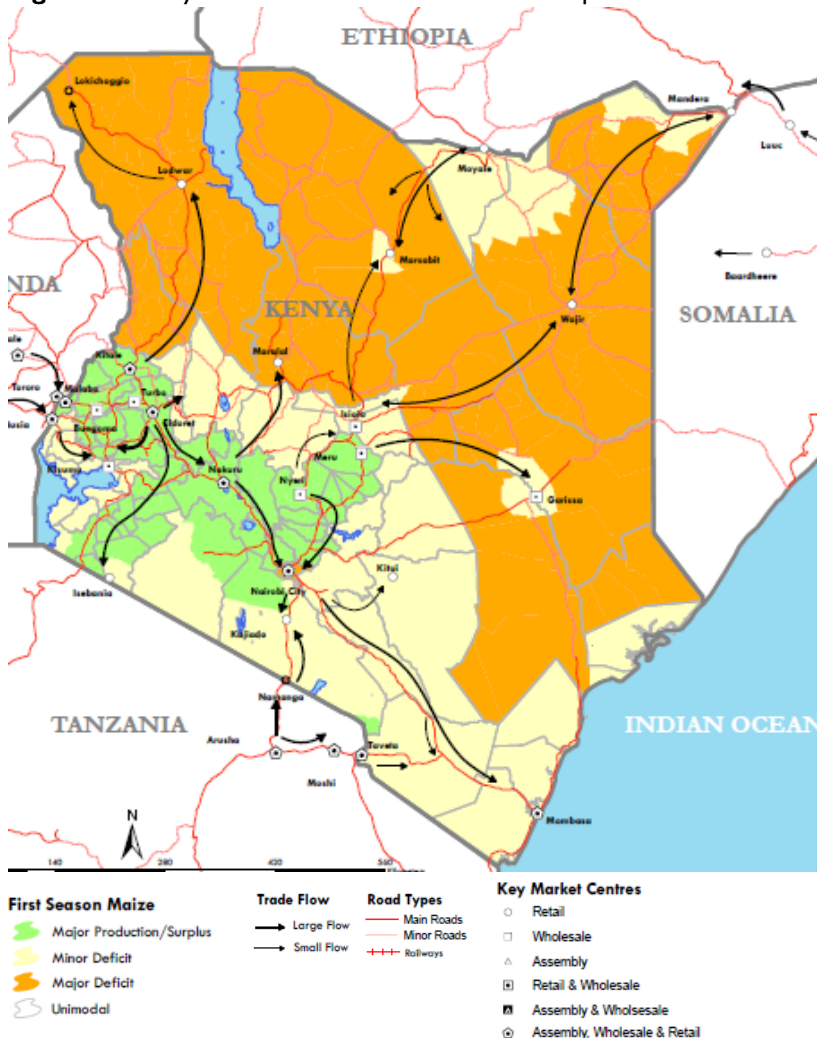 ETHIOPIA
Lokichoggio
Mandera
Luuc
Moyale
Lodwar
Marsabit
Baardheere
NDA
KENYA
SOMALIA
Wajir
ale
Kitale
Maralal
Tororo
Malaba
Turbo
usia
Bungoma
Eldoret
Isiolo
Meru
Kisumu
Nakuru
Nyeri
Garissa
Isebania
Nairobi City
Kitui
Kajiado
Namanga
TANZANIA
INDIAN OCEAN
Arusha
Taveta
Moshi
Mombasa
N
140 280 420 560
First Season Maize
Major Production/Surplus
Minor Deficit
Major Deficit
Unimodal
Trade Flow
Large Flow
Small Flow
Road Types
Main Roads
Minor Roads
Railways
Key Market Centres
Retail
Wholesale
Assembly
Retail & Wholesale
Assembly & Wholsesale
Assembly, Wholesale & Retail